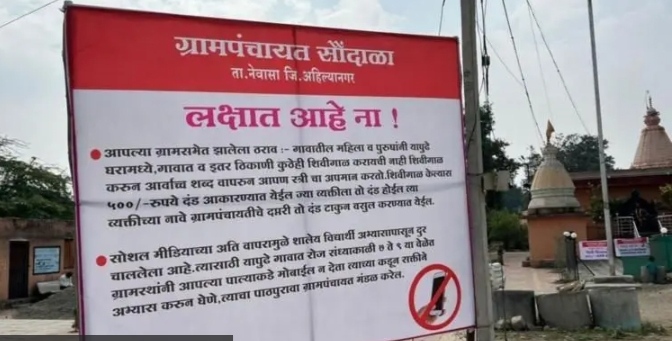 ग्रामपंचायत सौंदाळा
ता.नेवासा जि.अहिल्यानगर
लक्षात आहे ना !
आपल्या ग्रामसभेत झालेला ठराव :- गावातील महिला व पुरुषांनी यापुढे
घरामध्ये,गावात व इतर ठिकाणी कुठेही शिवीगाळ करायची नाही शिवीगाळ
करुन आर्वाच्च शब्द वापरुन आपण स्त्री चा अपमान करतो.शिवीगाळ केल्यास
५००/-रुपये दंड आकारण्यात येईल ज्या व्यक्तीला तो दंड होईल त्या
व्यक्तीच्या नावे ग्रामपंचायतीचे दप्तरी तो दंड टाकुन वसुल करण्यात येईल.
सोशल मीडियाच्या अति वापरामुळे शालेय विद्यार्थी अभ्यासापासून दुर
चाललेला आहे.त्यासाठी यापुढे गावात रोज संध्याकाळी ७ ते ९ या वेळेत
ग्रामस्थांनी आपल्या पाल्याकडे मोबाईल न देता त्याच्या कडून सक्तीने
अभ्यास करुन घेणे,त्याचा पाठपुरावा ग्रामपंचायत मंडळ करेल.